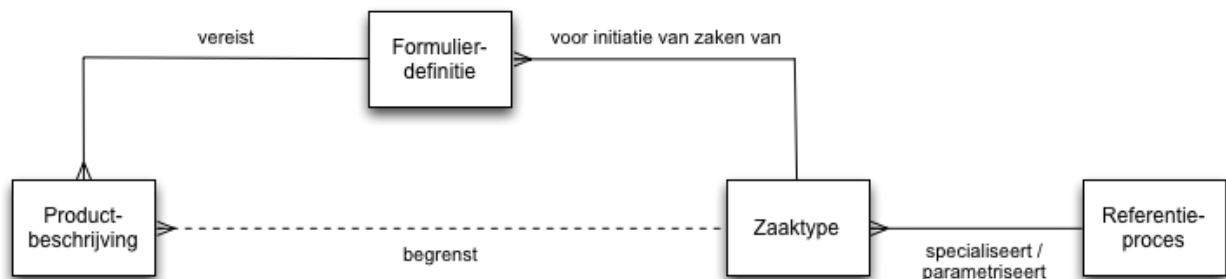 vereist
Formulier-
definitie
voor initiatie van zaken van
Product-
beschrijving
begrenst
Zaaktype
specialiseert /
parametriseert
Referentie-
proces